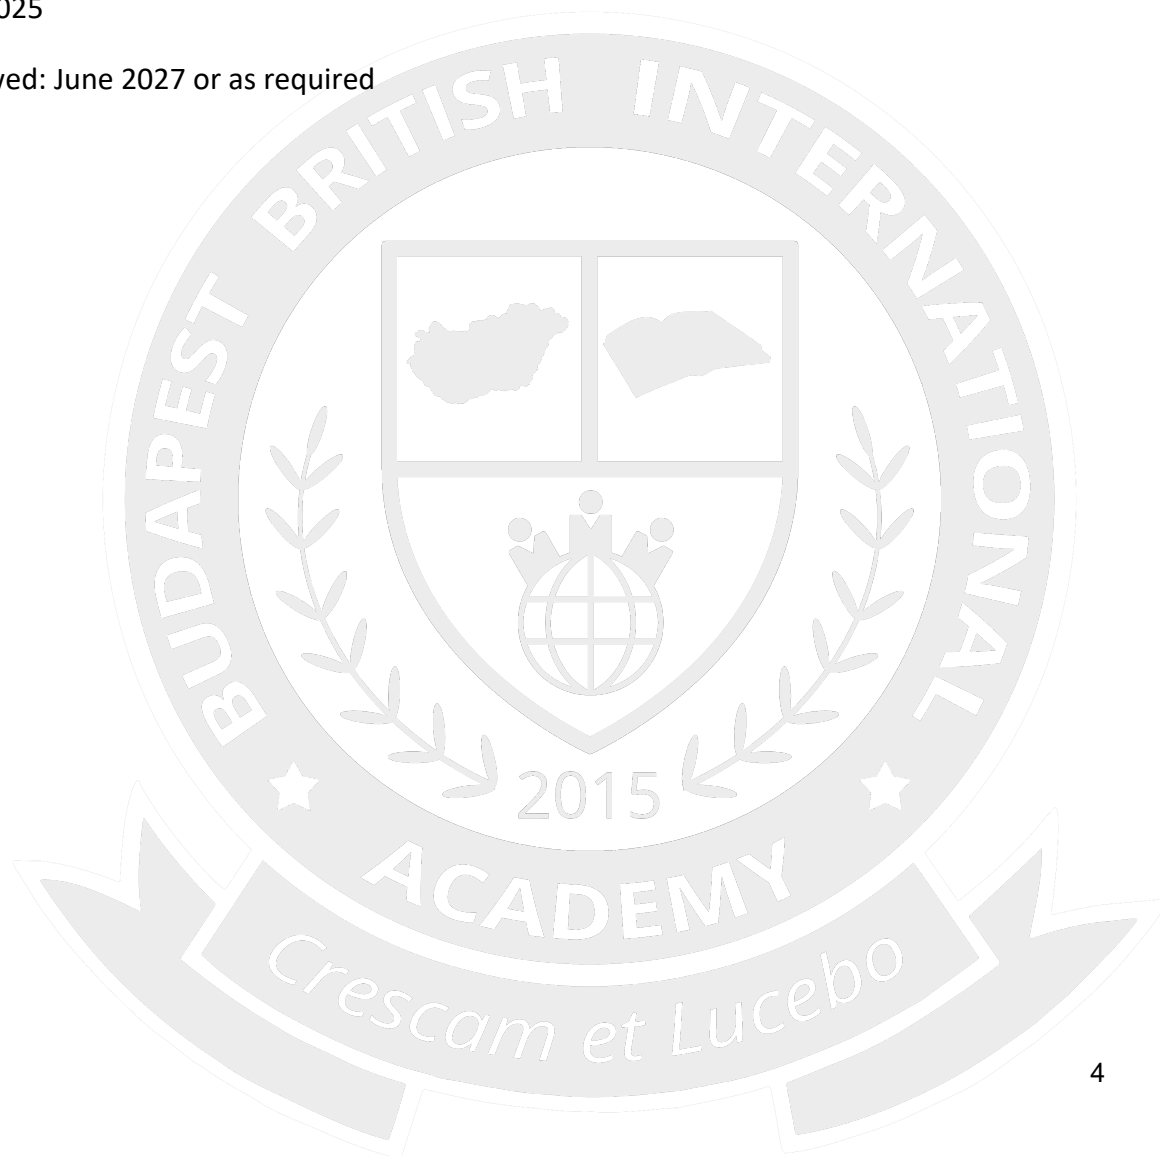 025
ved: June 2027 or as required
BUDAPEST BRITISH INTERNATIONAL
2015
ACADEMY
Crescam et Lucebo
4